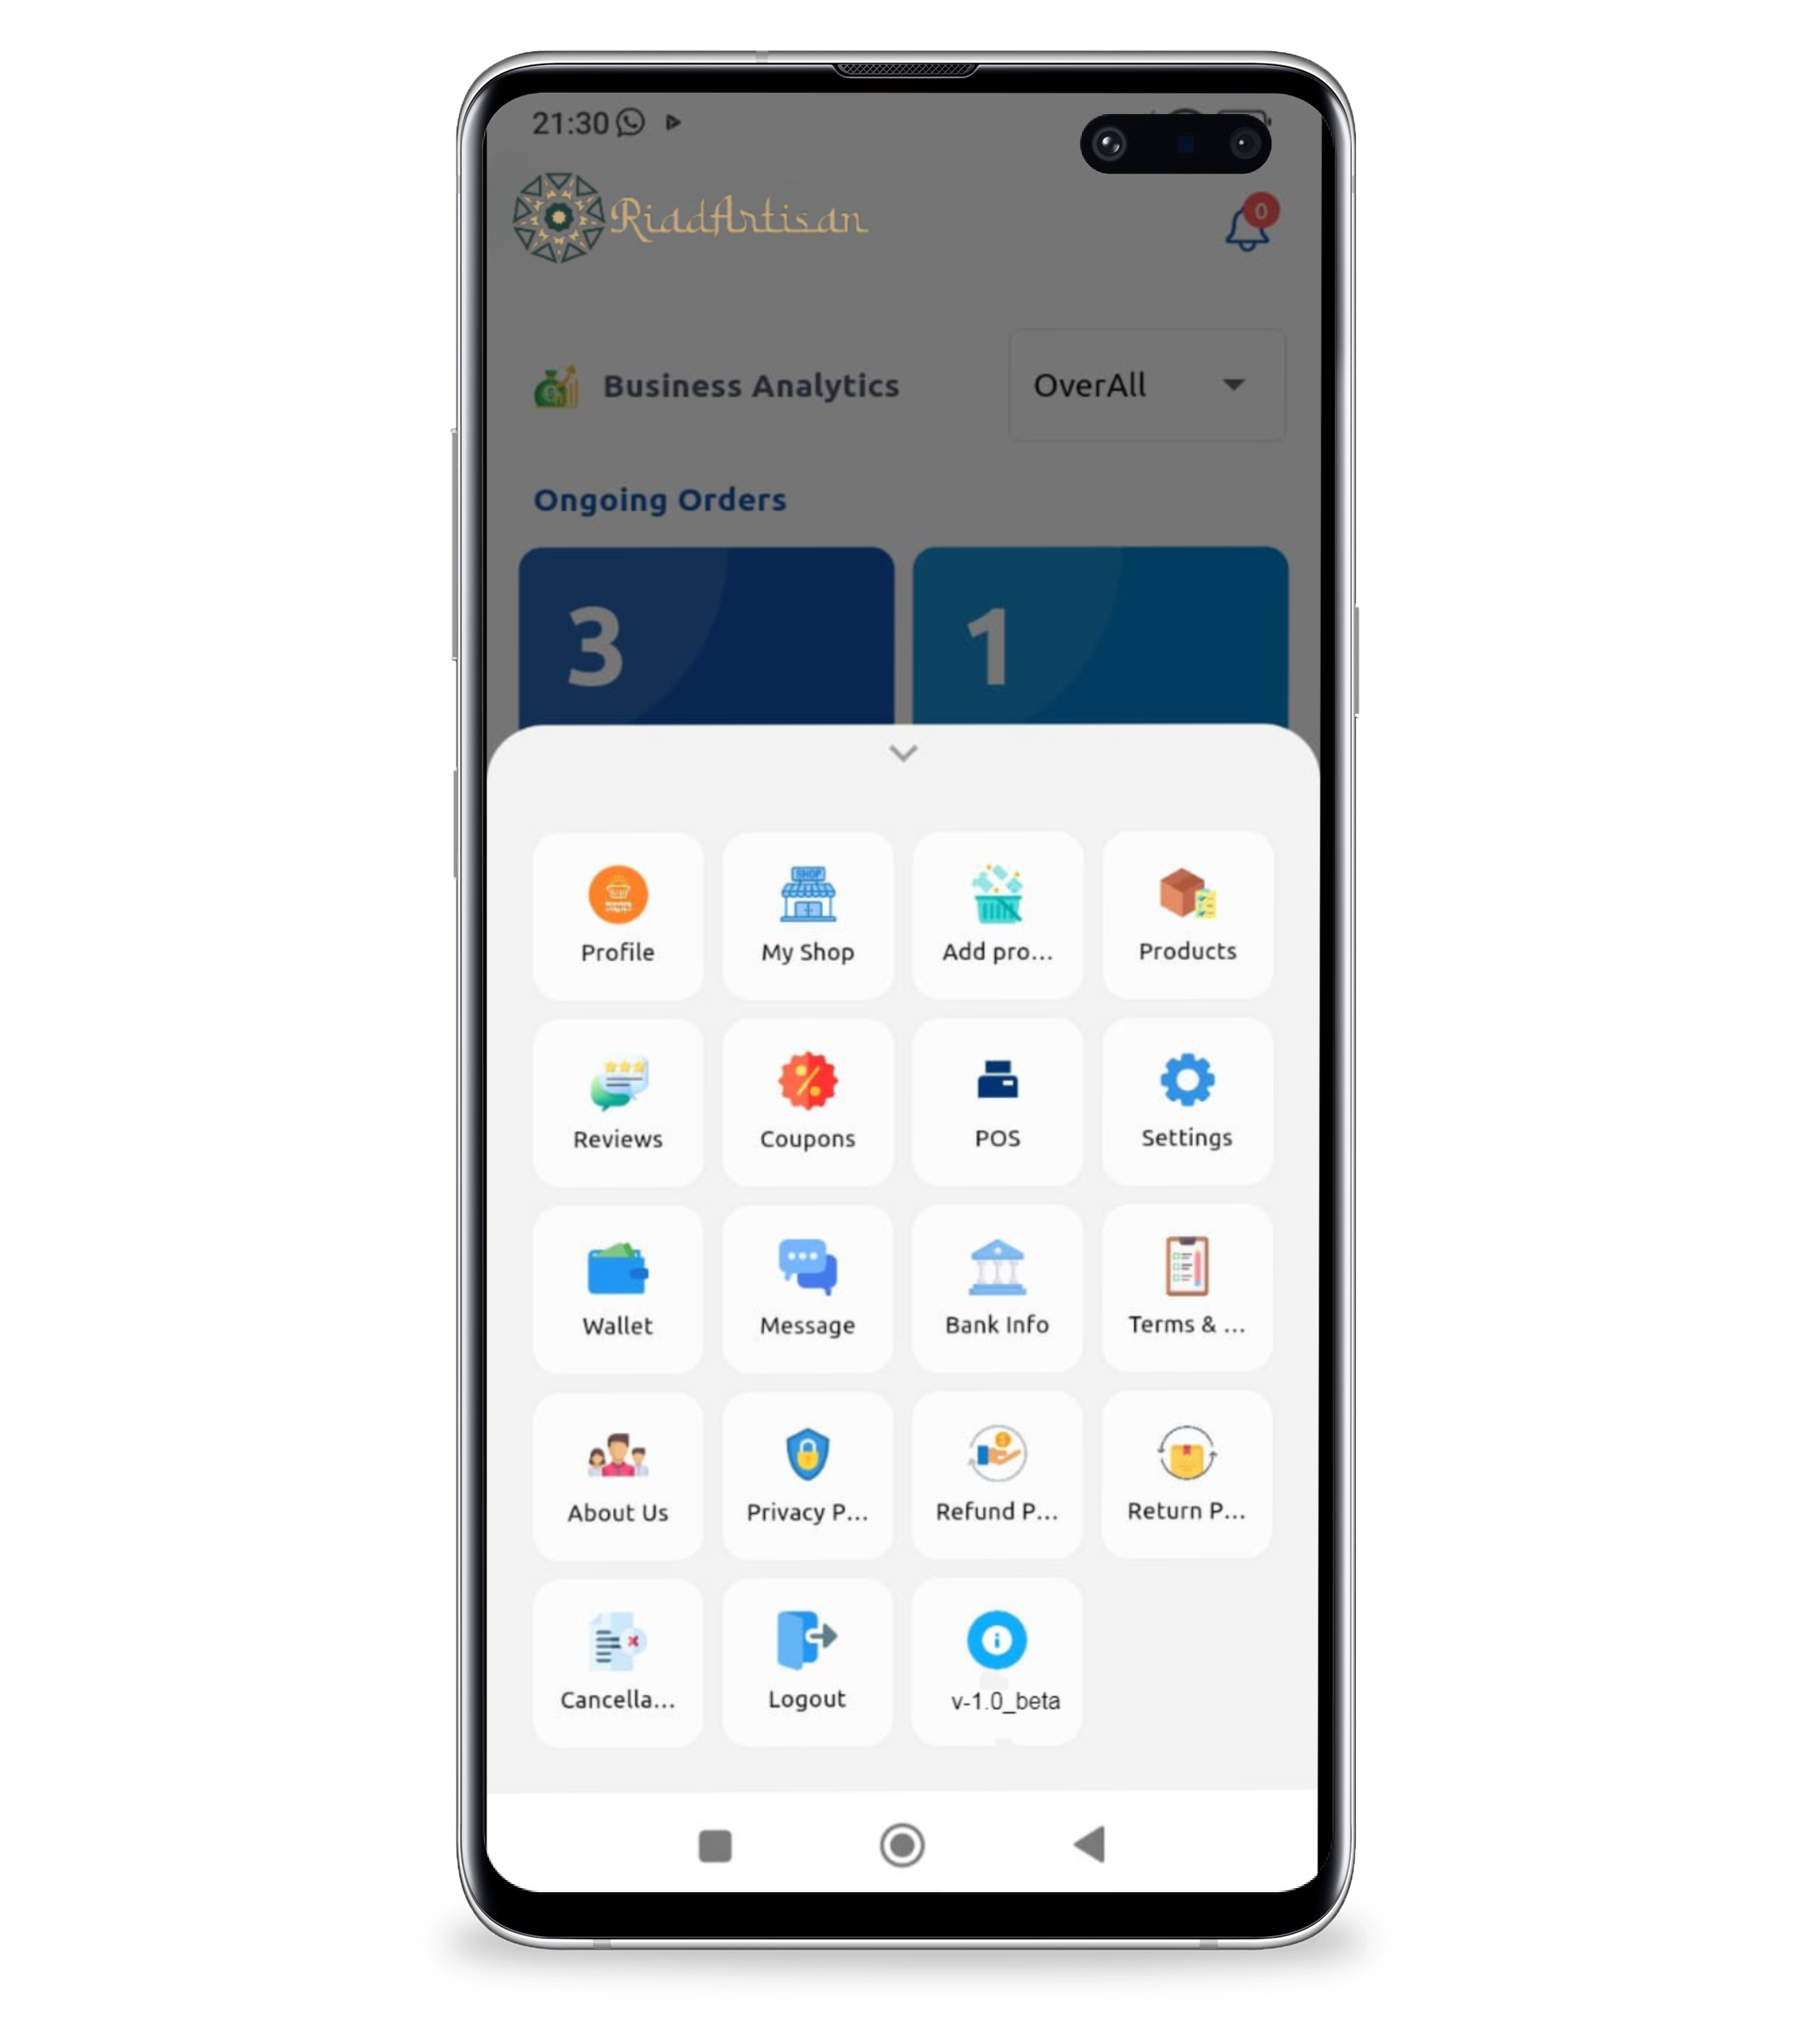 21:30
RiadArtisan
0
Business Analytics
OverAll
Ongoing Orders
3
1
SHOP
Profile
My Shop
Add pro...
Products
Reviews
Coupons
POS
Settings
Wallet
Message
Bank Info
Terms & ...
About Us
Privacy P...
Refund P...
Return P...
Cancella...
Logout
v-1.0_beta